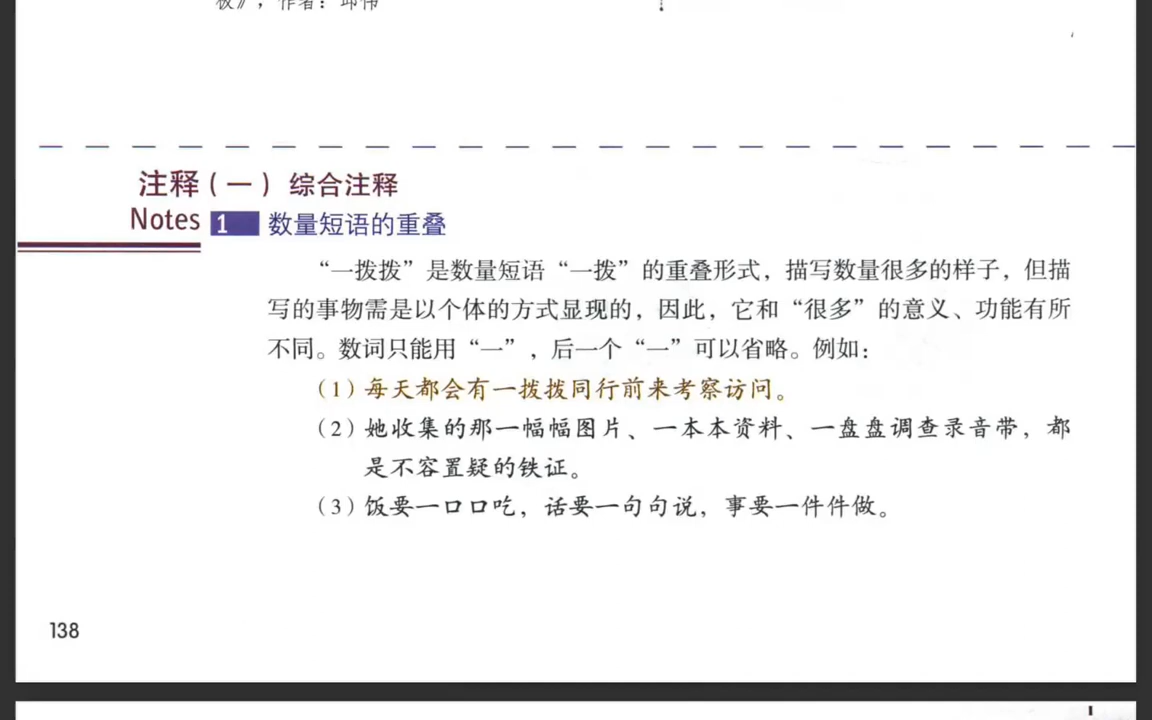 权》，作者：邱伟
注释（一）综合注释
Notes 1 数量短语的重叠
“一拨拨”是数量短语“一拨”的重叠形式，描写数量很多的样子，但描
写的事物需是以个体的方式显现的，因此，它和“很多”的意义、功能有所
不同。数词只能用“一”，后一个“一”可以省略。例如：
（1）每天都会有一拨拨同行前来考察访问。
（2）她收集的那一幅幅图片、一本本资料、一盘盘调查录音带，都
是不容置疑的铁证。
（3）饭要一口口吃，话要一句句说，事要一件件做。
138